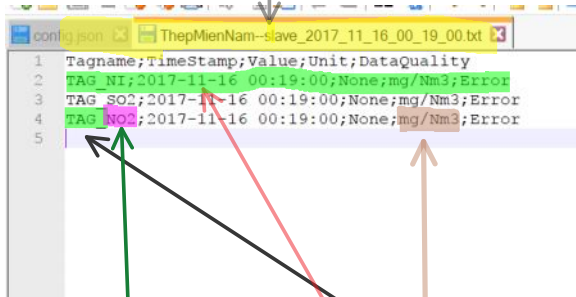 config.json
ThepMienNam--slave_2017_11_16_00_19_00.txt
1 Tagname;TimeStamp;Value;Unit;DataQuality
2 TAG_NI;2017-11-16 00:19:00;None;mg/Nm3;Error
3 TAG_SO2;2017-11-16 00:19:00;None;mg/Nm3;Error
4 TAG_NO2;2017-11-16 00:19:00;None;mg/Nm3;Error
5